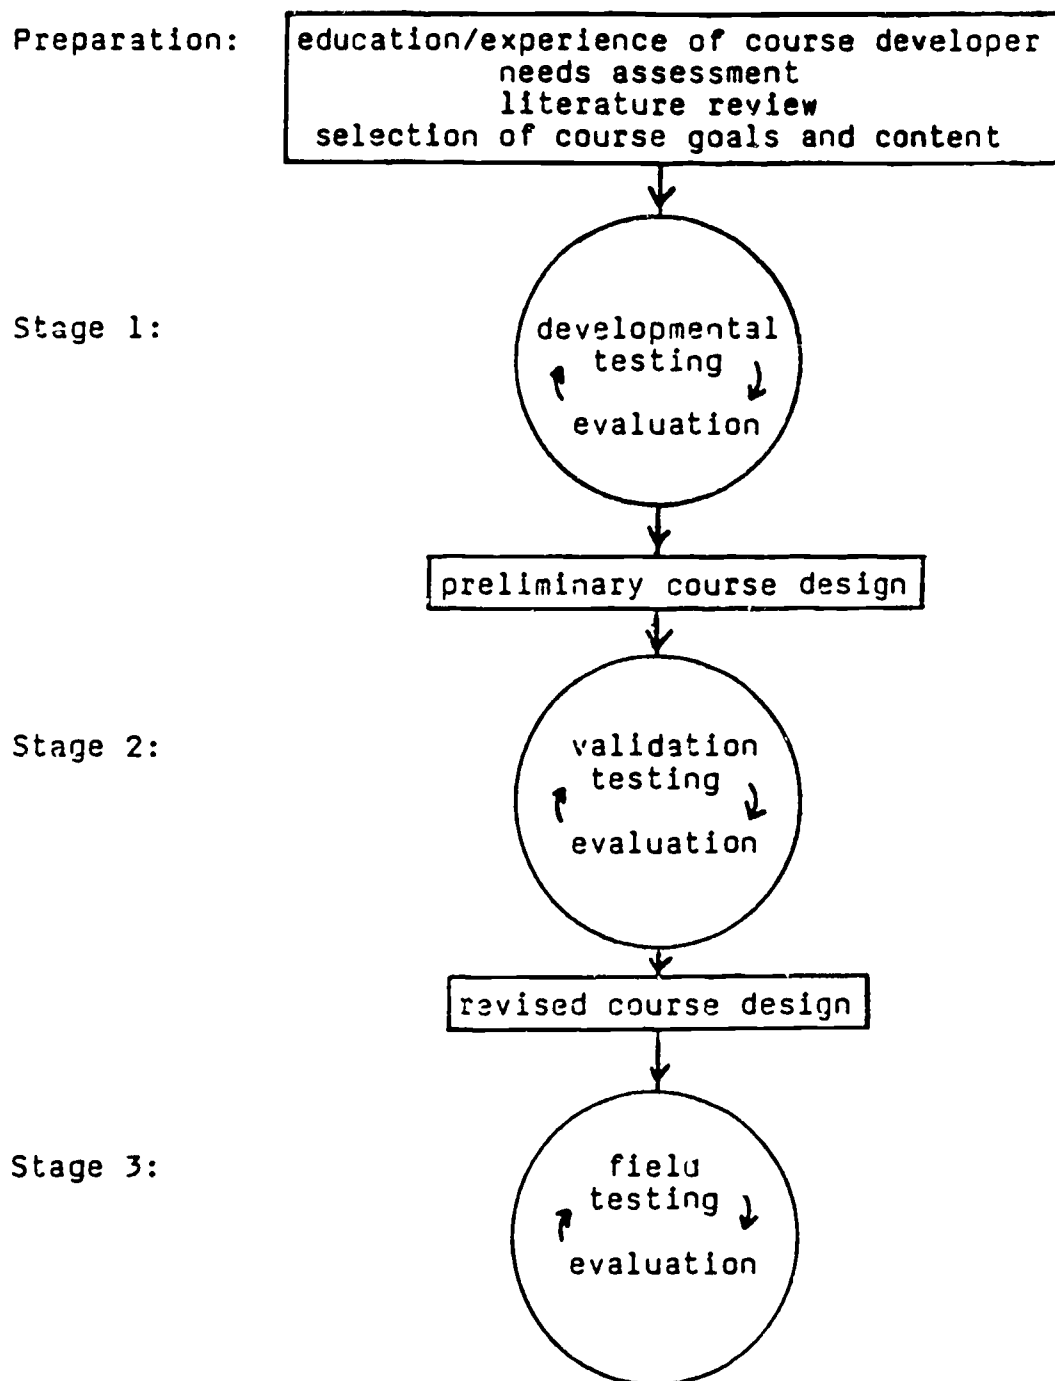 Preparation:
education/experience of course developer
needs assessment
literature review
selection of course goals and content
Stage 1:
developmental
testing
evaluation
preliminary course design
Stage 2:
validation
testing
evaluation
revised course design
Stage 3:
field
testing
evaluation